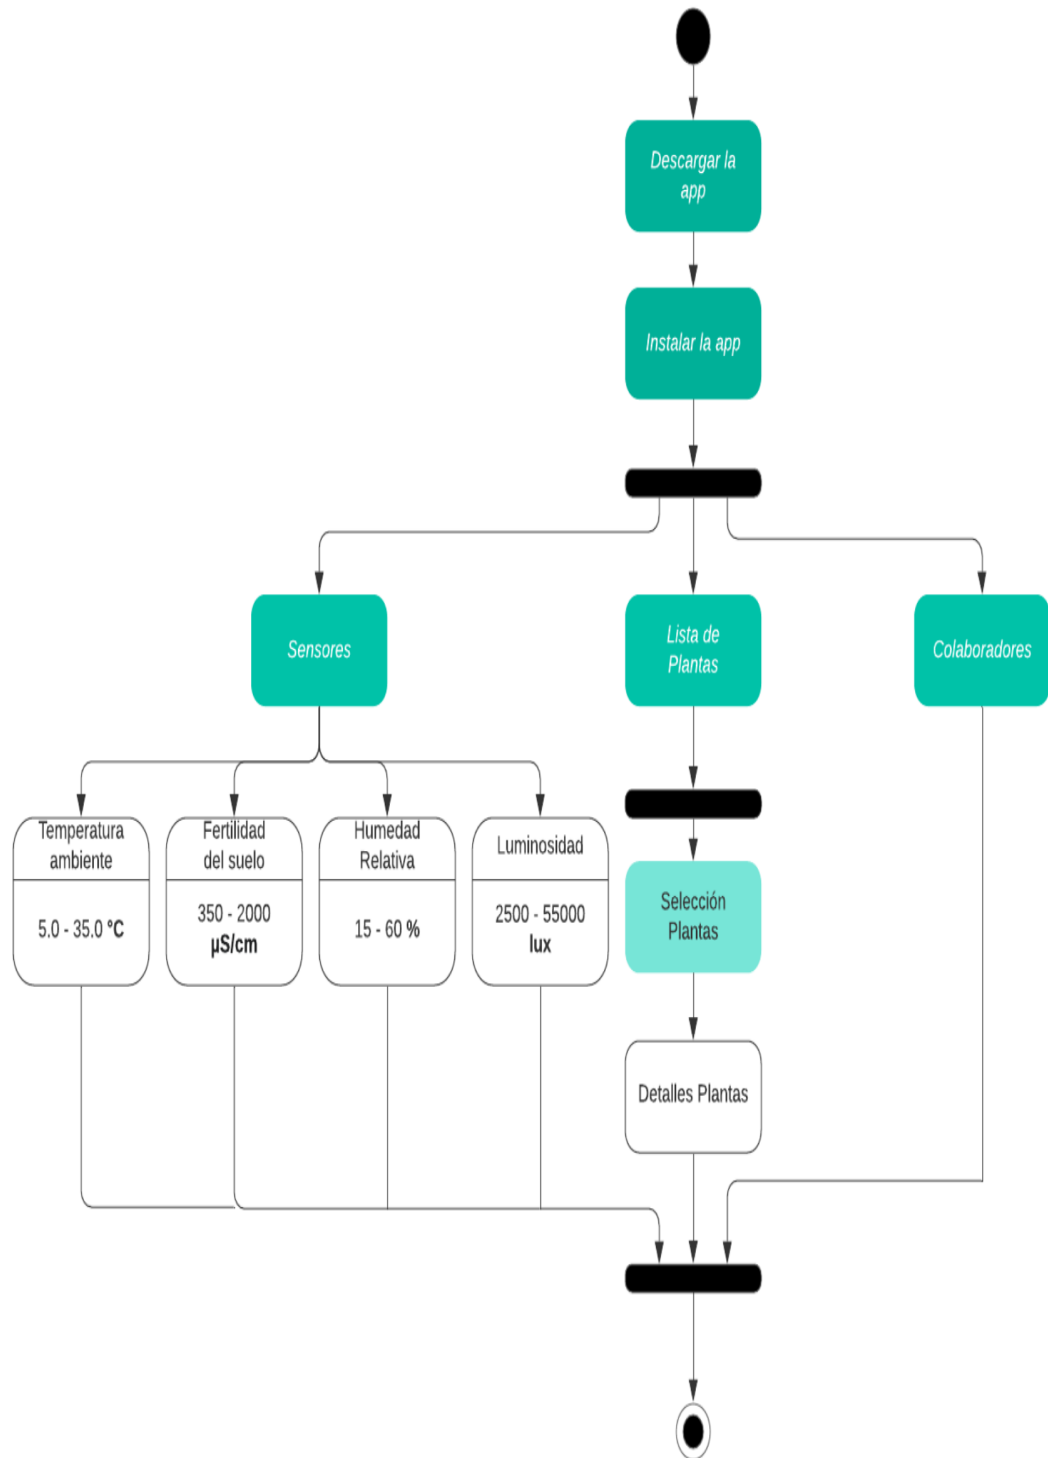 Descargar la
app
Instalar la app
Sensores
Lista de
Plantas
Colaboradores
Temperatura
ambiente
5.0 - 35.0 °C
Fertilidad
del suelo
350 - 2000
µS/cm
Humedad
Relativa
15 - 60 %
Luminosidad
2500 - 55000
lux
Selección
Plantas
Detalles Plantas